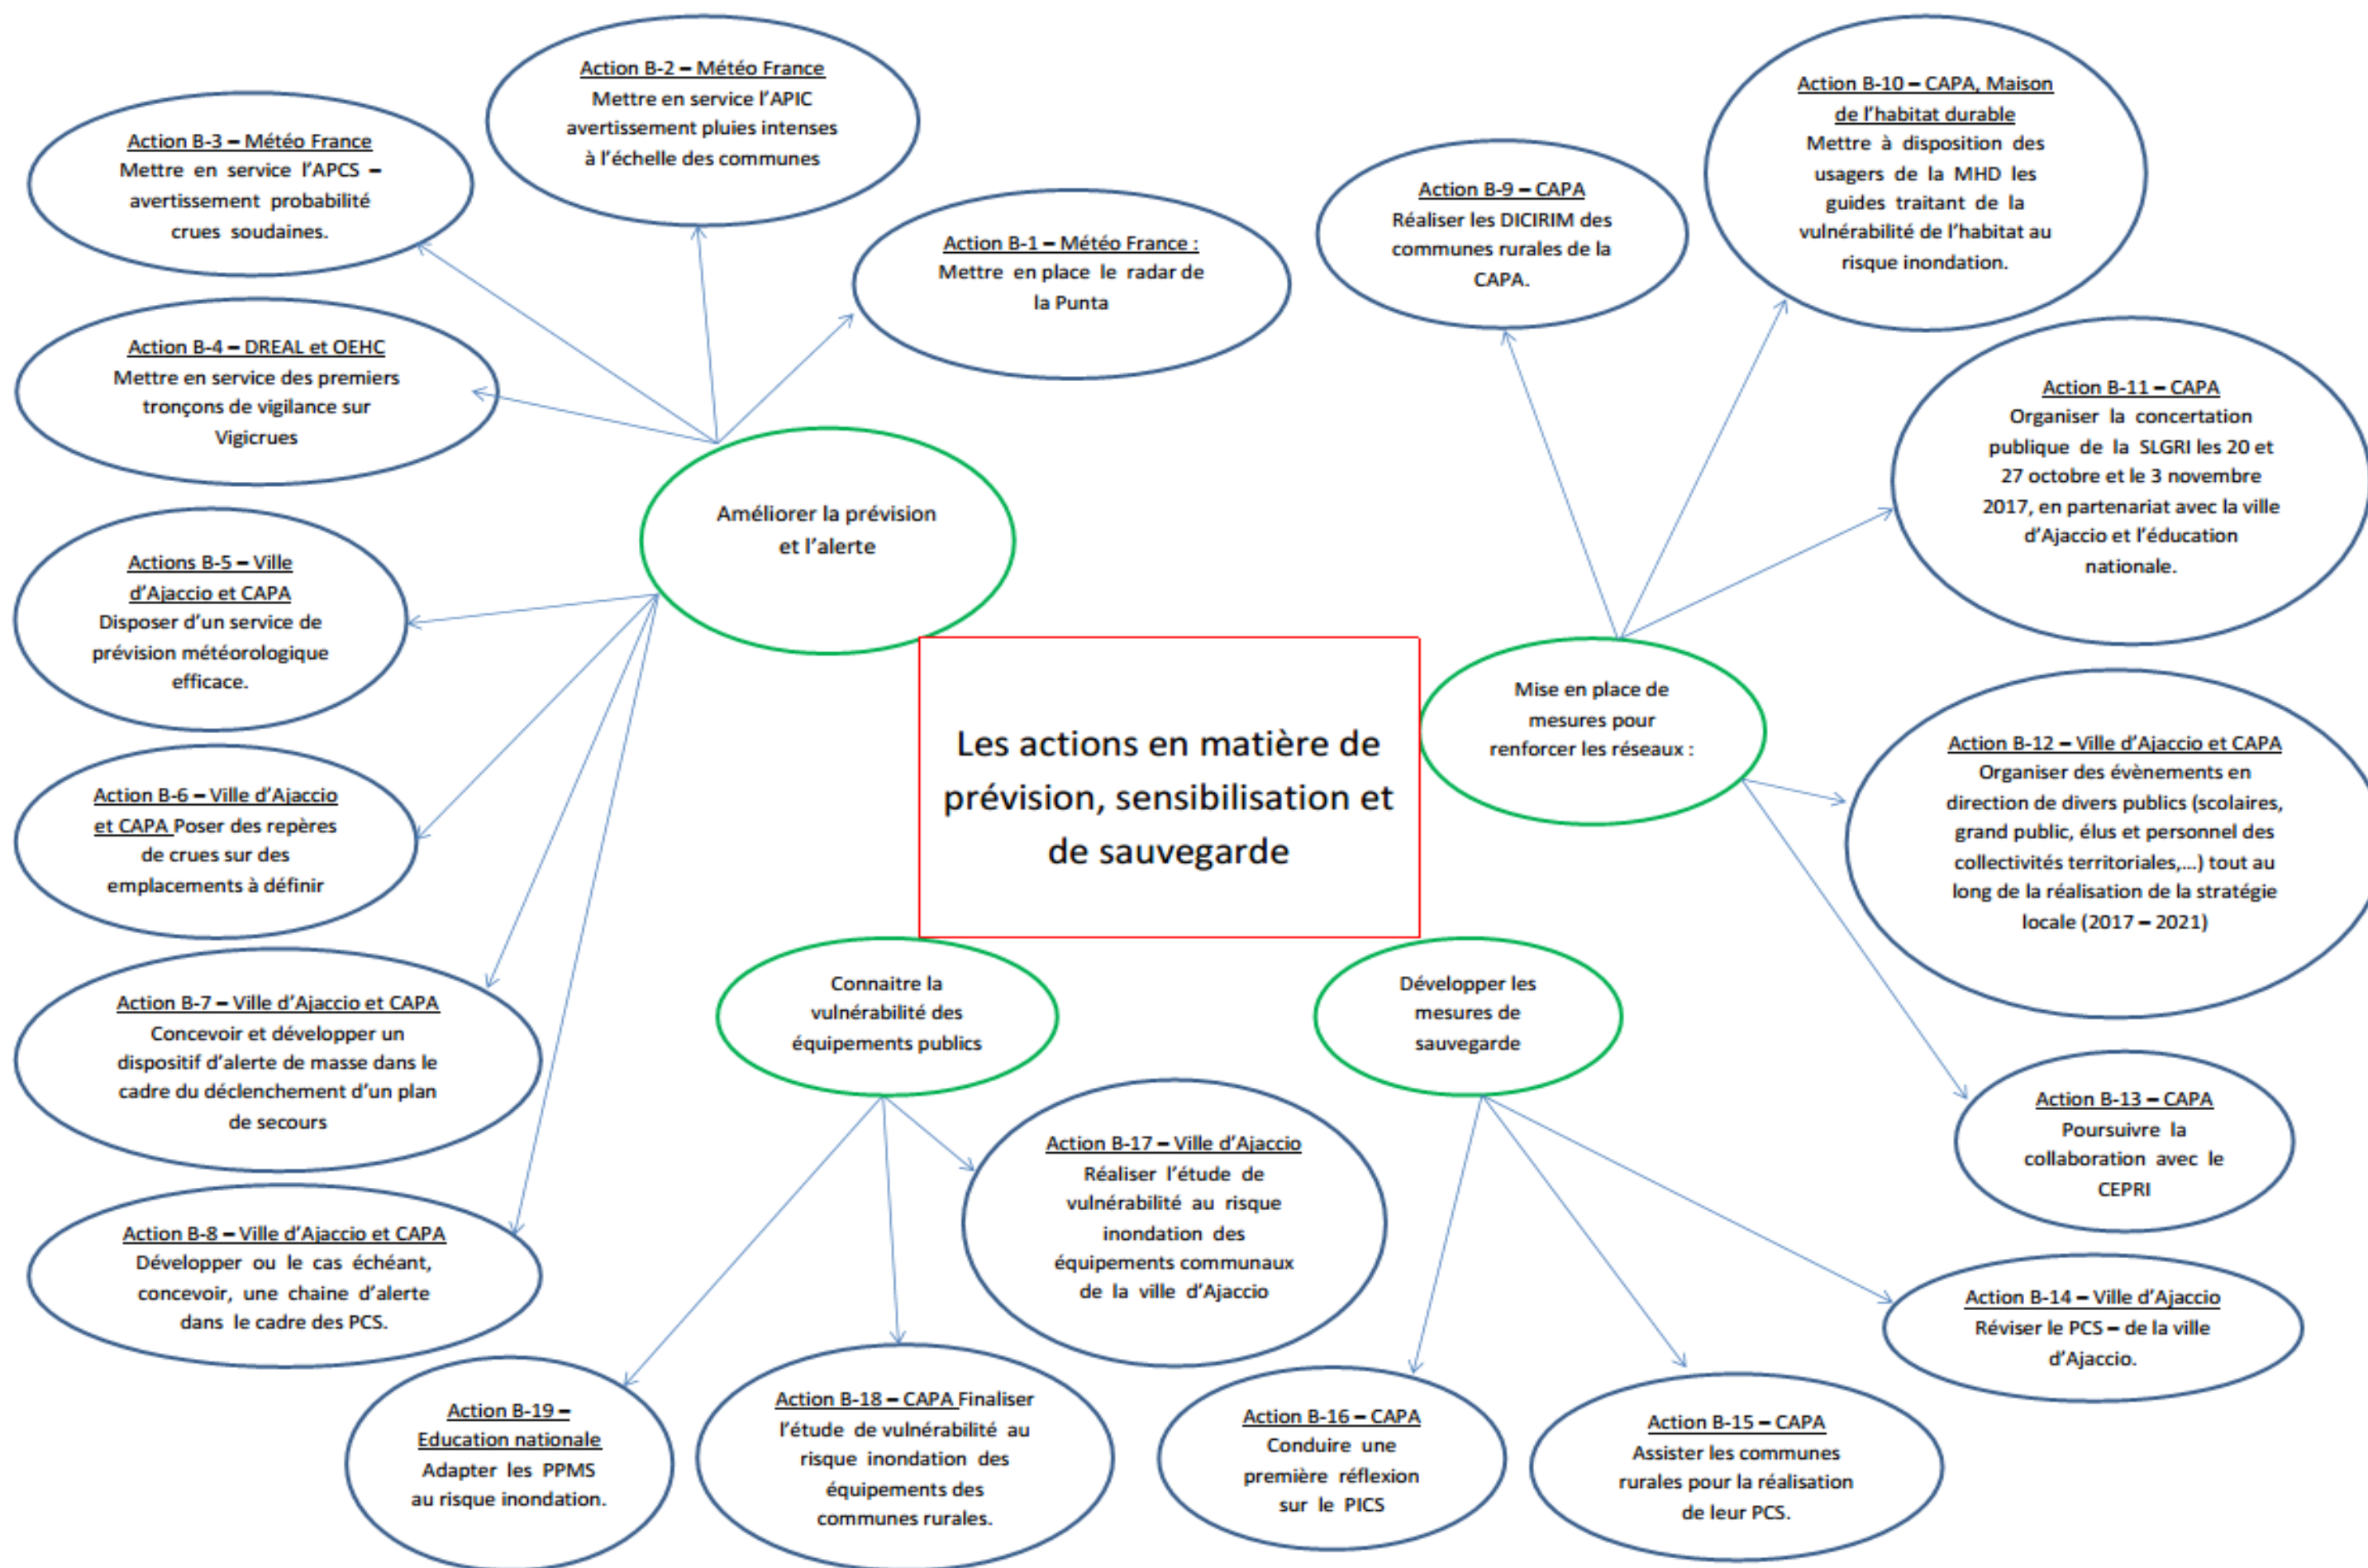 Action B-2 – Météo France
Mettre en service l'APIC
avertissement pluies intenses
à l'échelle des communes
Action B-10 – CAPA, Maison
de l'habitat durable
Mettre à disposition des
usagers de la MHD les
guides traitant de la
vulnérabilité de l'habitat au
risque inondation.
Action B-3 – Météo France
Mettre en service l'APCS –
avertissement probabilité
crues soudaines.
Action B-9 – CAPA
Réaliser les DICIRIM des
communes rurales de la
CAPA.
Action B-1 – Météo France :
Mettre en place le radar de
la Punta
Action B-4 – DREAL et OEHC
Mettre en service des premiers
tronçons de vigilance sur
Vigicrues
Action B-11 – CAPA
Organiser la concertation
publique de la SLGRI les 20 et
27 octobre et le 3 novembre
2017, en partenariat avec la ville
d'Ajaccio et l'éducation
nationale.
Améliorer la prévision
et l'alerte
Actions B-5 – Ville
d'Ajaccio et CAPA
Disposer d'un service de
prévision météorologique
efficace.
Mise en place de
mesures pour
renforcer les réseaux :
Les actions en matière de
prévision, sensibilisation et
de sauvegarde
Action B-12 – Ville d'Ajaccio et CAPA
Organiser des évènements en
direction de divers publics (scolaires,
grand public, élus et personnel des
collectivités territoriales,...) tout au
long de la réalisation de la stratégie
locale (2017 – 2021)
Action B-6 – Ville d'Ajaccio
et CAPA Poser des repères
de crues sur des
emplacements à définir
Connaitre la
vulnérabilité des
équipements publics
Développer les
mesures de
sauvegarde
Action B-7 – Ville d'Ajaccio et CAPA
Concevoir et développer un
dispositif d'alerte de masse dans le
cadre du déclenchement d'un plan
de secours
Action B-13 – CAPA
Poursuivre la
collaboration avec le
CEPRI
Action B-17 – Ville d'Ajaccio
Réaliser l'étude de
vulnérabilité au risque
inondation des
équipements communaux
de la ville d'Ajaccio
Action B-8 – Ville d'Ajaccio et CAPA
Développer ou le cas échéant,
concevoir, une chaine d'alerte
dans le cadre des PCS.
Action B-14 – Ville d'Ajaccio
Réviser le PCS – de la ville
d'Ajaccio.
Action B-19 –
Education nationale
Adapter les PPMS
au risque inondation.
Action B-18 – CAPA Finaliser
l'étude de vulnérabilité au
risque inondation des
équipements des
communes rurales.
Action B-16 – CAPA
Conduire une
première réflexion
sur le PICS
Action B-15 – CAPA
Assister les communes
rurales pour la réalisation
de leur PCS.